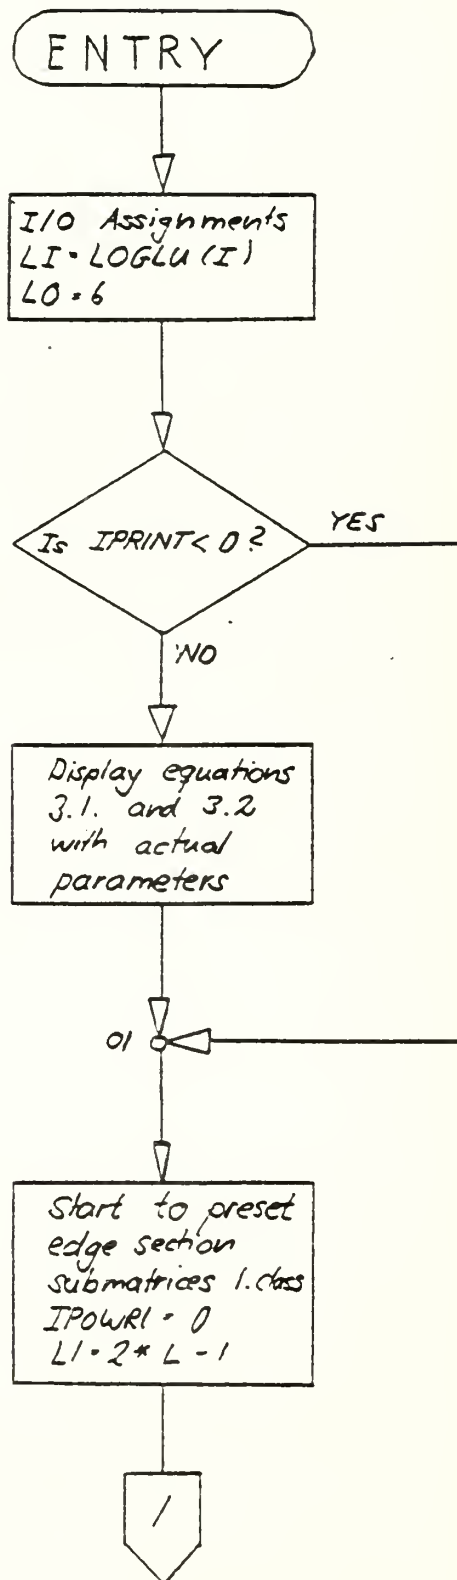 ENTRY
I/O Assignments
LI = LOGLU (I)
LO = 6
Is IPRINT < 0 ?
YES
NO
Display equations
3.1. and 3.2
with actual
parameters
01
Start to preset
edge section
submatrices 1. class
IPOWR1 = 0
L1 = 2 * L - 1
1